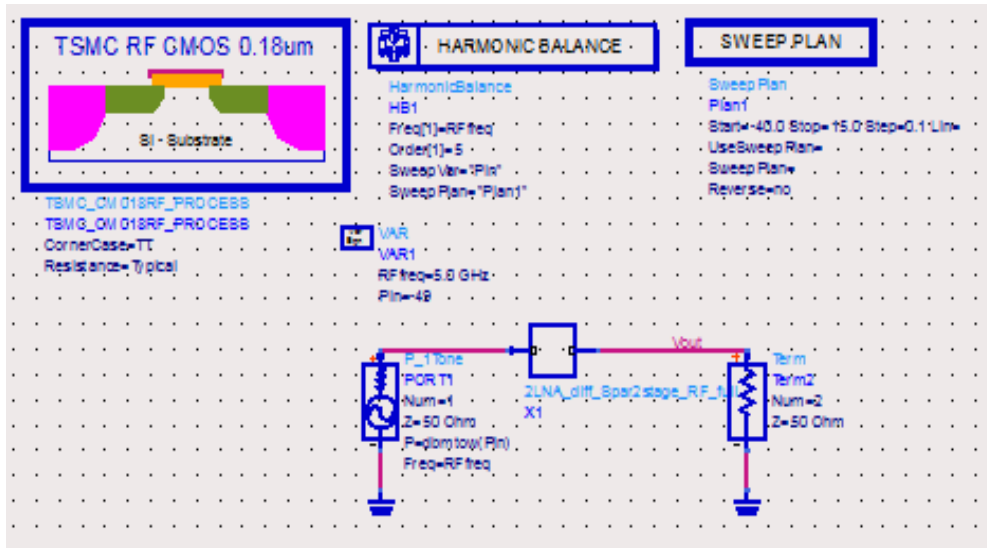 TSMC RF CMOS 0.18um
SI - Substrate
TSMC_CM018RF_PROCESS
TSMC_CM018RF_PROCESS
CornerCase=TT
Resistance=Typical
HARMONIC BALANCE
HarmonicBalance
HB1
Freq[1]=RFfreq
Order[1]=5
SweepVar="Pin"
SweepPlan="Plan1"
SWEEP PLAN
SweepPlan
Plan1
Start=-40.0 Stop=15.0 Step=0.1 Lin=
UseSweepPlan=
SweepPlan=
Reverse=no
VAR
VAR1
RFfreq=5.0 GHz
Pin=-49
P_1Tone
PORT1
Num=1
Z=50 Ohm
P=dbmtow(Pin)
Freq=RFfreq
2LNA_diff_Spar2stage_RF_full
X1
Vout
Term
Term2
Num=2
Z=50 Ohm